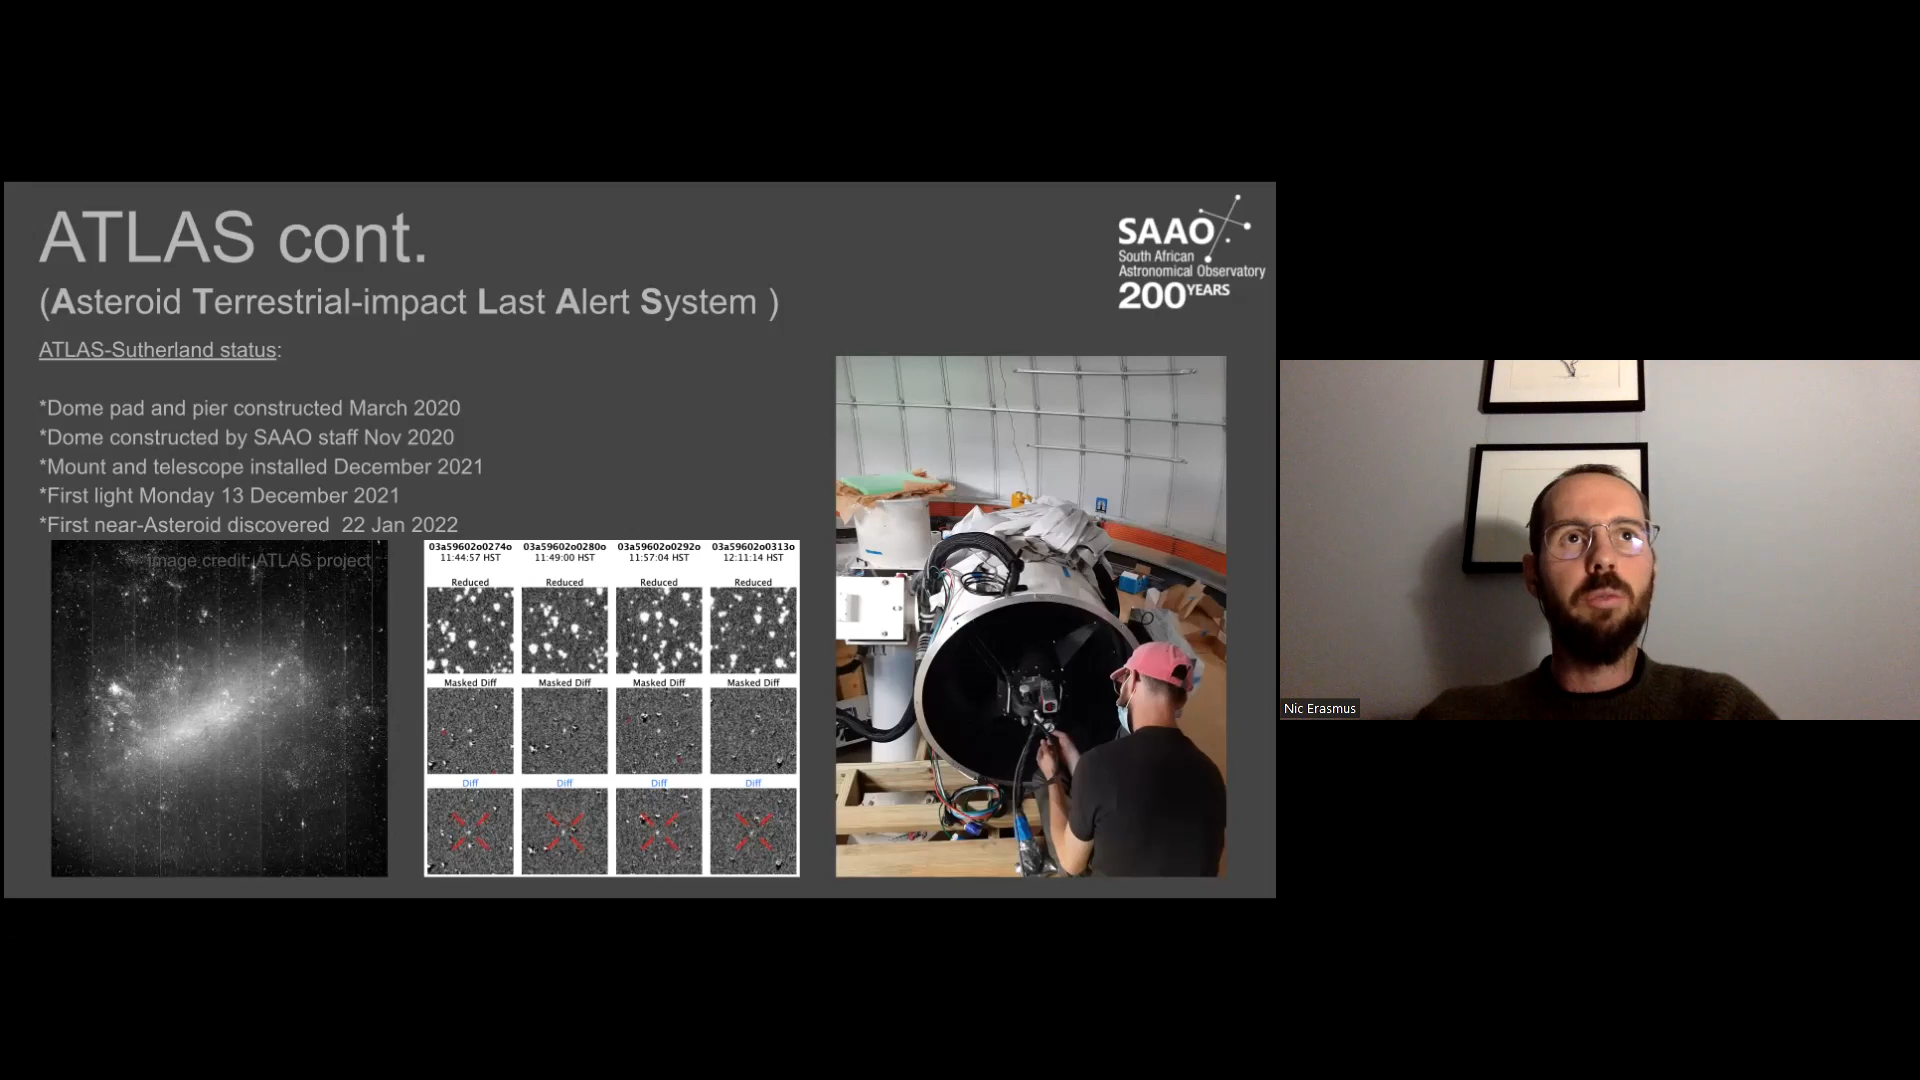 ATLAS cont.
(Asteroid Terrestrial-impact Last Alert System )
SAAO
South African
Astronomical Observatory
200 YEARS
ATLAS-Sutherland status:
*Dome pad and pier constructed March 2020
*Dome constructed by SAAO staff Nov 2020
*Mount and telescope installed December 2021
*First light Monday 13 December 2021
*First near-Asteroid discovered  22 Jan 2022
image credit: ATLAS project
03a59602o0274o 03a59602o0280o 03a59602o0292o 03a59602o0313o
11:44:57 HST 11:49:00 HST 11:57:04 HST 12:11:14 HST
Reduced Reduced Reduced Reduced
Masked Diff Masked Diff Masked Diff Masked Diff
Diff Diff Diff Diff
Nic Erasmus